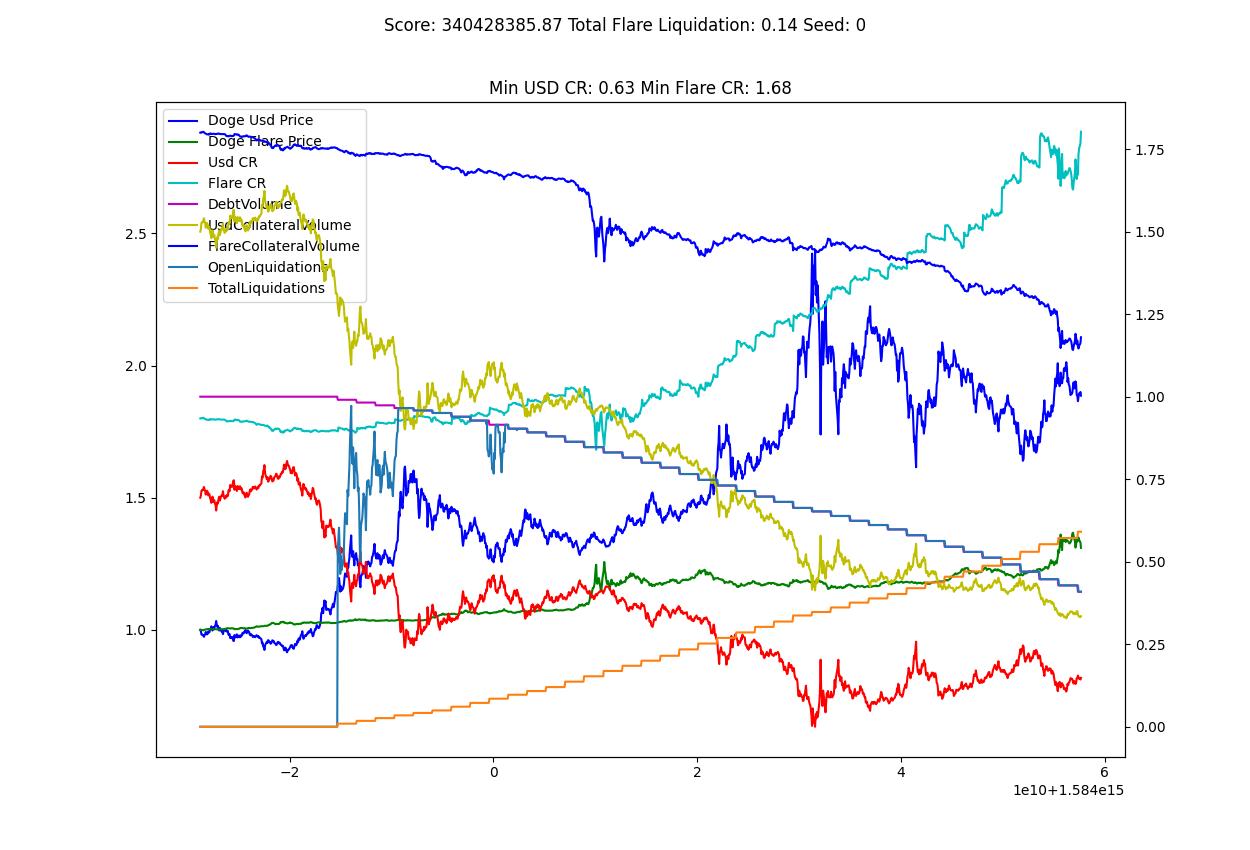 Score: 340428385.87 Total Flare Liquidation: 0.14 Seed: 0
Min USD CR: 0.63 Min Flare CR: 1.68
Doge Usd Price
Doge Flare Price
Usd CR
Flare CR
DebtVolume
UsdCollateralVolume
FlareCollateralVolume
OpenLiquidations
TotalLiquidations
2.5
2.0
1.5
1.0
1.75
1.50
1.25
1.00
0.75
0.50
0.25
0.00
−2
0
2
4
6
1e10+1.584e15